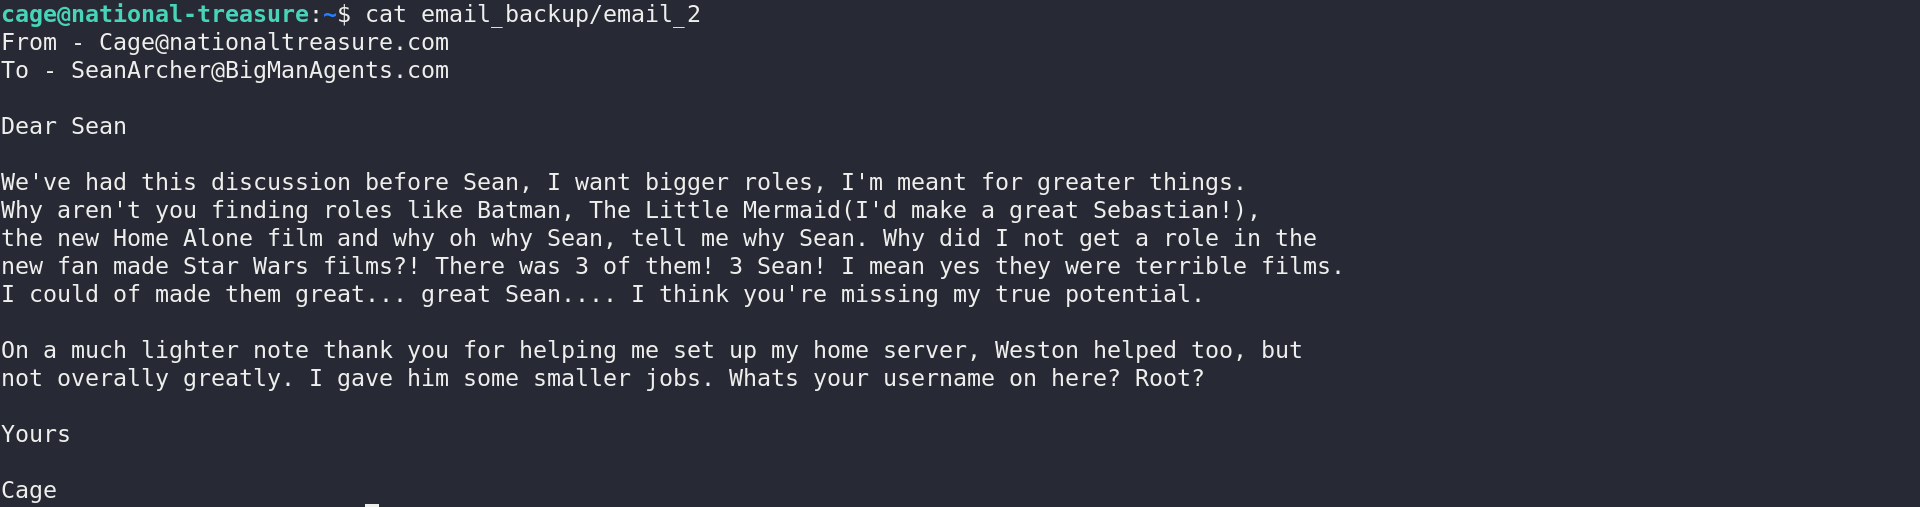 cage@national-treasure:~$ cat email_backup/email_2
From - Cage@nationaltreasure.com
To - SeanArcher@BigManAgents.com
Dear Sean
We've had this discussion before Sean, I want bigger roles, I'm meant for greater things.
Why aren't you finding roles like Batman, The Little Mermaid(I'd make a great Sebastian!),
the new Home Alone film and why oh why Sean, tell me why Sean. Why did I not get a role in the
new fan made Star Wars films?! There was 3 of them! 3 Sean! I mean yes they were terrible films.
I could of made them great... great Sean.... I think you're missing my true potential.
On a much lighter note thank you for helping me set up my home server, Weston helped too, but
not overally greatly. I gave him some smaller jobs. Whats your username on here? Root?
Yours
Cage